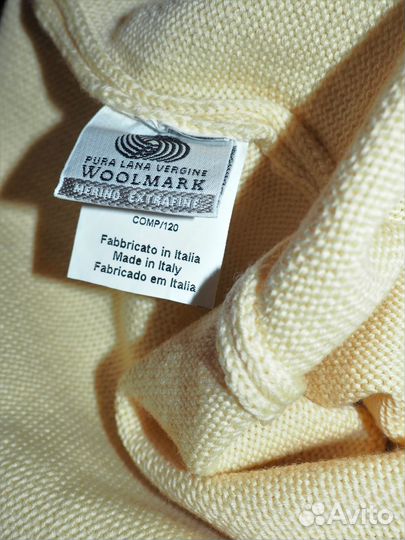 PURA LANA VERGINE
WOOLMARK
MERINO EXTRAFINE
COMP/120
Fabbricato in Italia
Made in Italy
Fabricado em Italia
Avito